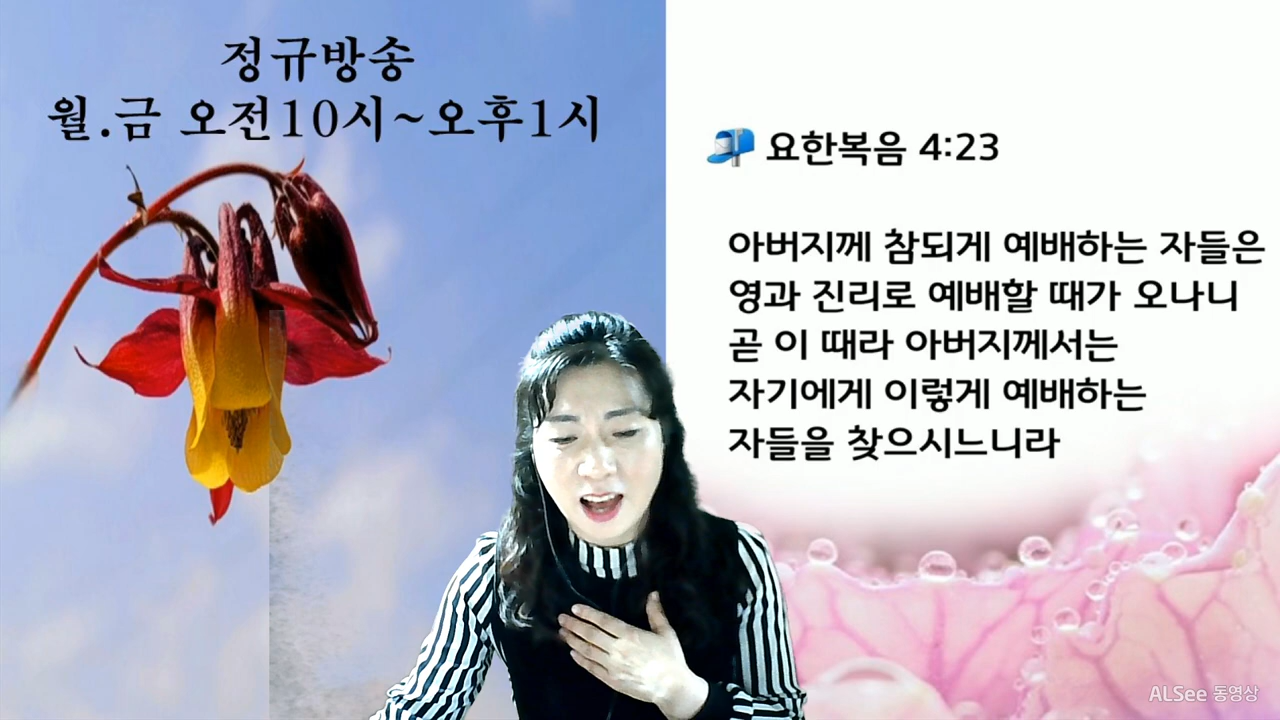 정규방송
월.금 오전10시~오후1시
요한복음 4:23
아버지께 참되게 예배하는 자들은
영과 진리로 예배할 때가 오나니
곧 이 때라 아버지께서는
자기에게 이렇게 예배하는
자들을 찾으시느니라
ALSee 동영상